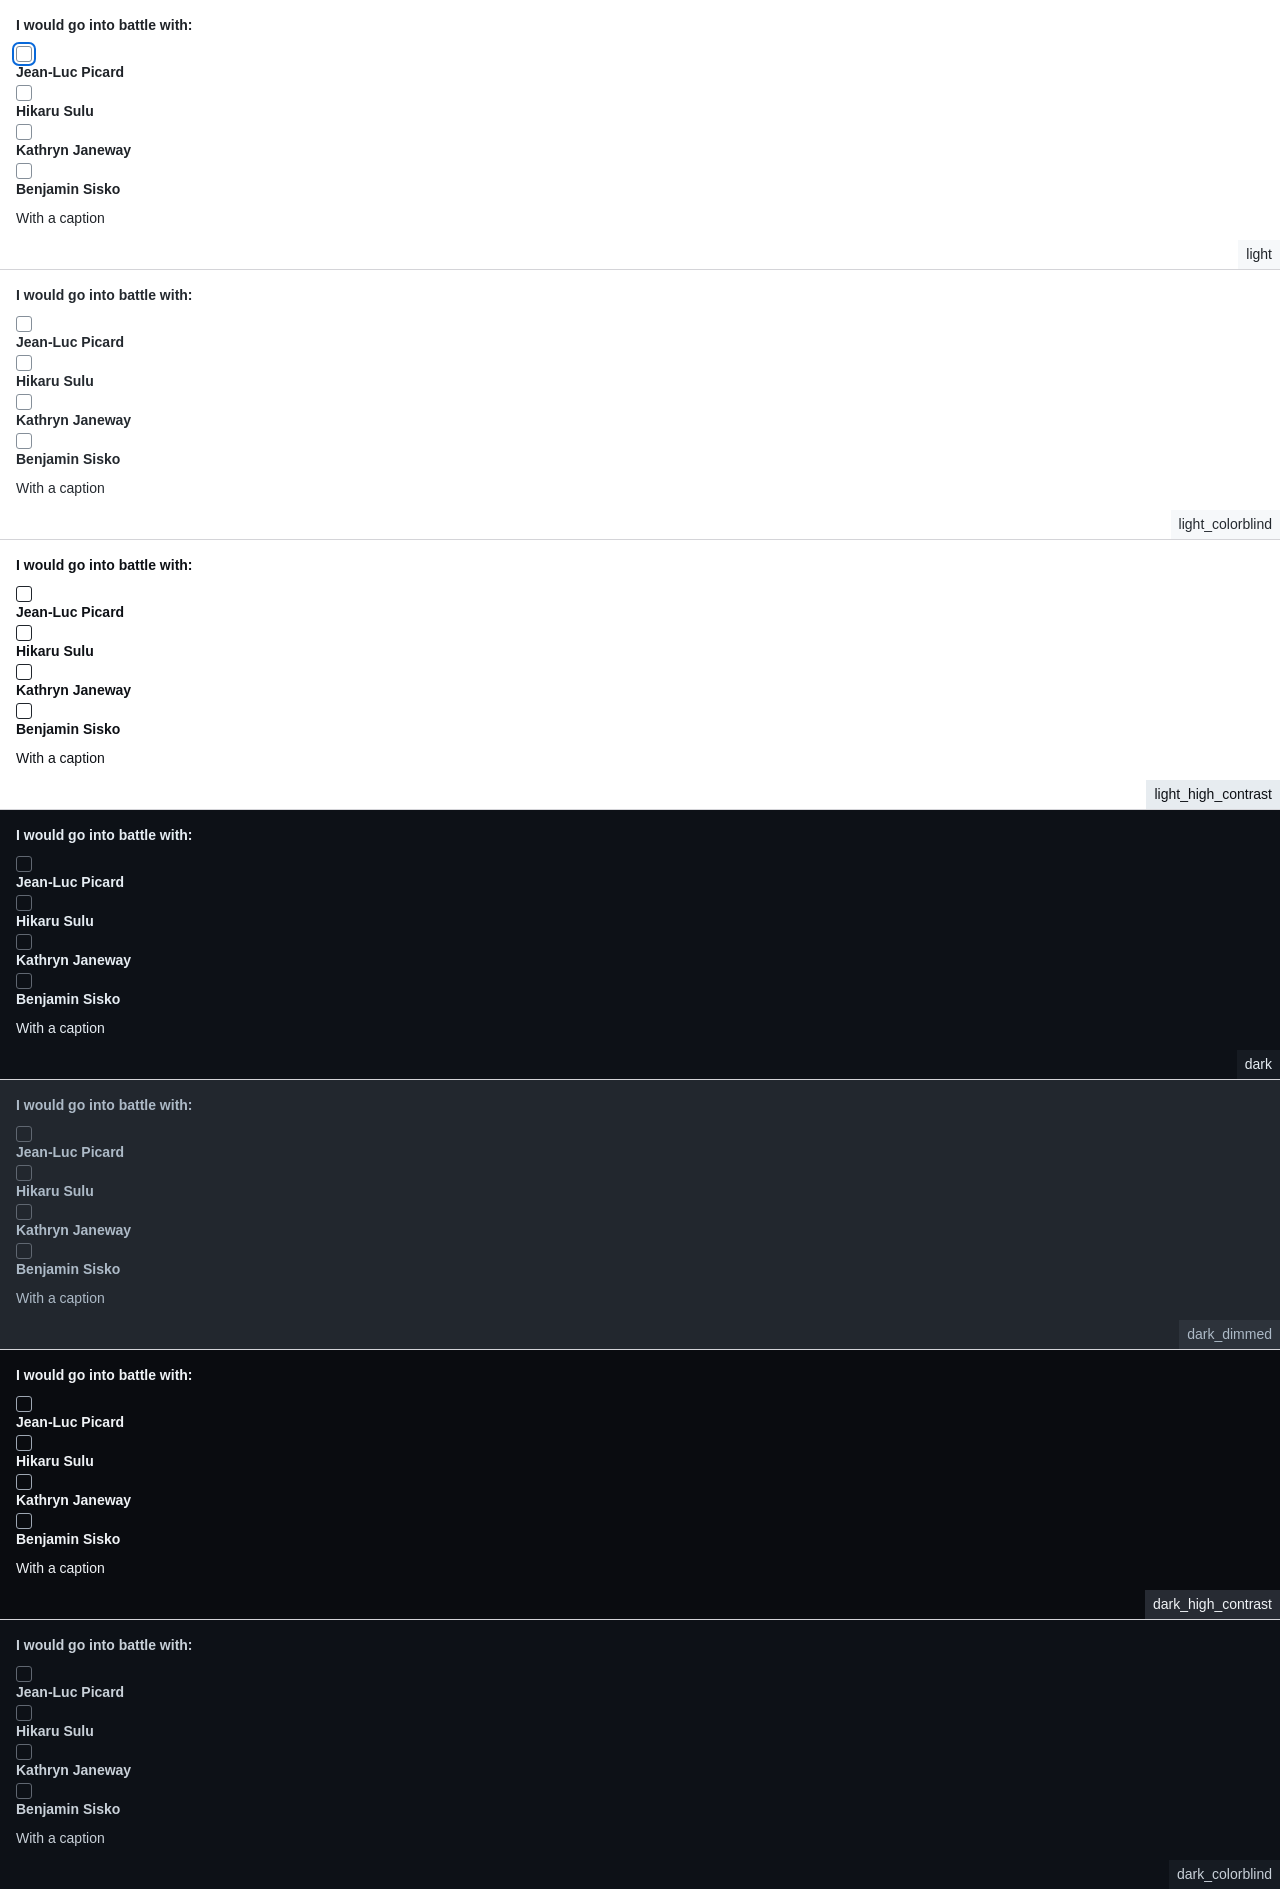 I would go into battle with:
Jean-Luc Picard
Hikaru Sulu
Kathryn Janeway
Benjamin Sisko
With a caption
light
I would go into battle with:
Jean-Luc Picard
Hikaru Sulu
Kathryn Janeway
Benjamin Sisko
With a caption
light_colorblind
I would go into battle with:
Jean-Luc Picard
Hikaru Sulu
Kathryn Janeway
Benjamin Sisko
With a caption
light_high_contrast
I would go into battle with:
Jean-Luc Picard
Hikaru Sulu
Kathryn Janeway
Benjamin Sisko
With a caption
dark
I would go into battle with:
Jean-Luc Picard
Hikaru Sulu
Kathryn Janeway
Benjamin Sisko
With a caption
dark_dimmed
I would go into battle with:
Jean-Luc Picard
Hikaru Sulu
Kathryn Janeway
Benjamin Sisko
With a caption
dark_high_contrast
I would go into battle with:
Jean-Luc Picard
Hikaru Sulu
Kathryn Janeway
Benjamin Sisko
With a caption
dark_colorblind